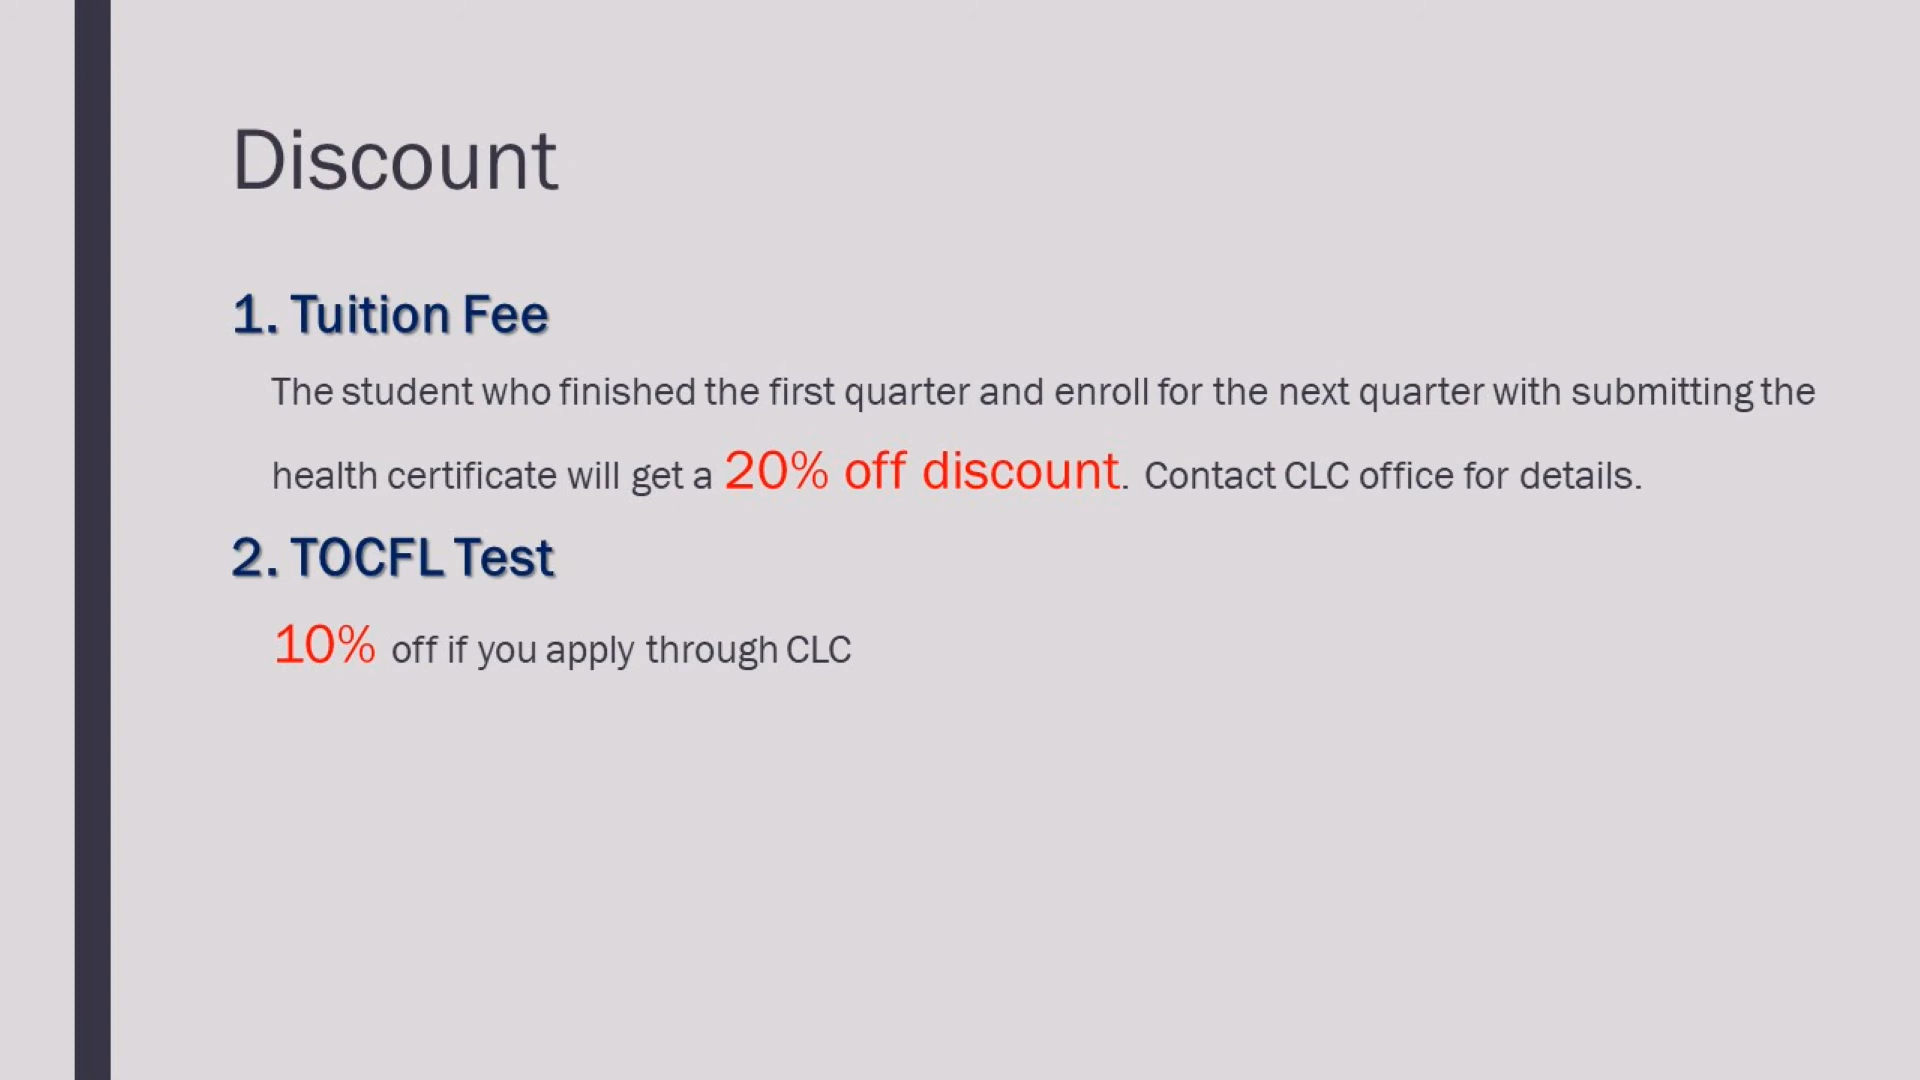 Discount
1. Tuition Fee
The student who finished the first quarter and enroll for the next quarter with submitting the
health certificate will get a 20% off discount. Contact CLC office for details.
2. TOCFL Test
10% off if you apply through CLC